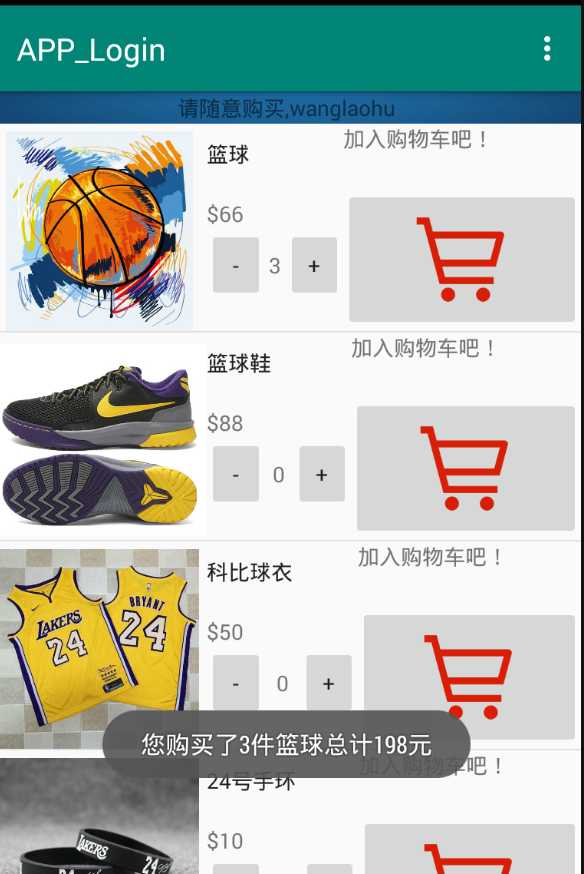 APP_Login
请随意购买,wanglaohu
加入购物车吧！
篮球
$66
- 3 +
加入购物车吧！
篮球鞋
$88
- 0 +
加入购物车吧！
科比球衣
$50
- 0 +
LAKERS
24
BRYANT
24
您购买了3件篮球总计198元
加入购物车吧！
24号手环
$10
LAKERS
24